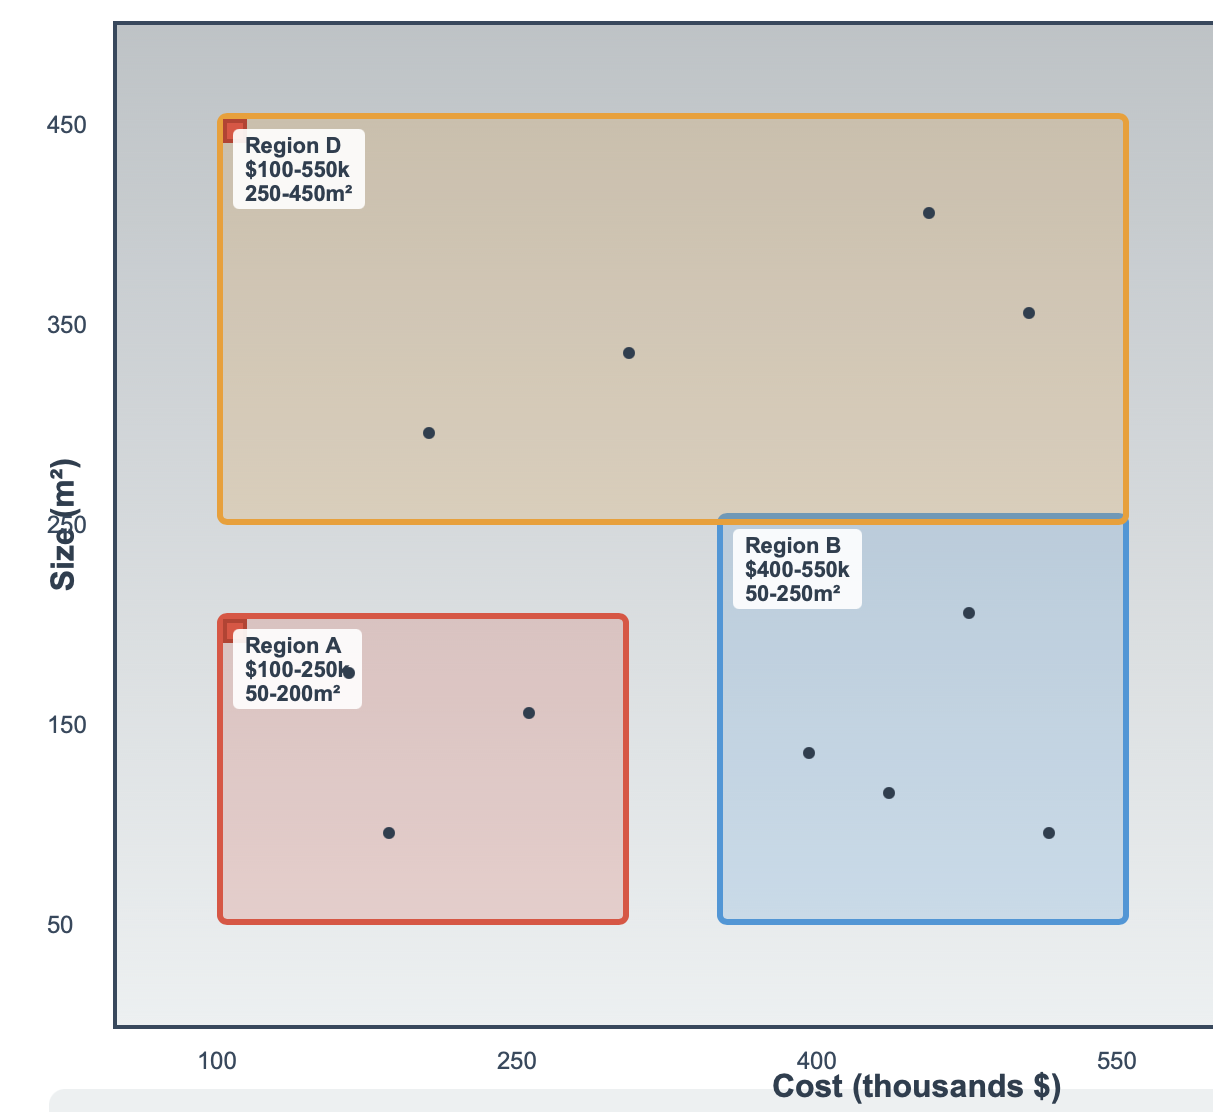 450
Region D
$100-550k
250-450m²
350
Size (m²)
250
Region B
$400-550k
50-250m²
Region A
$100-250k
50-200m²
150
50
100 250 400 550
Cost (thousands $)